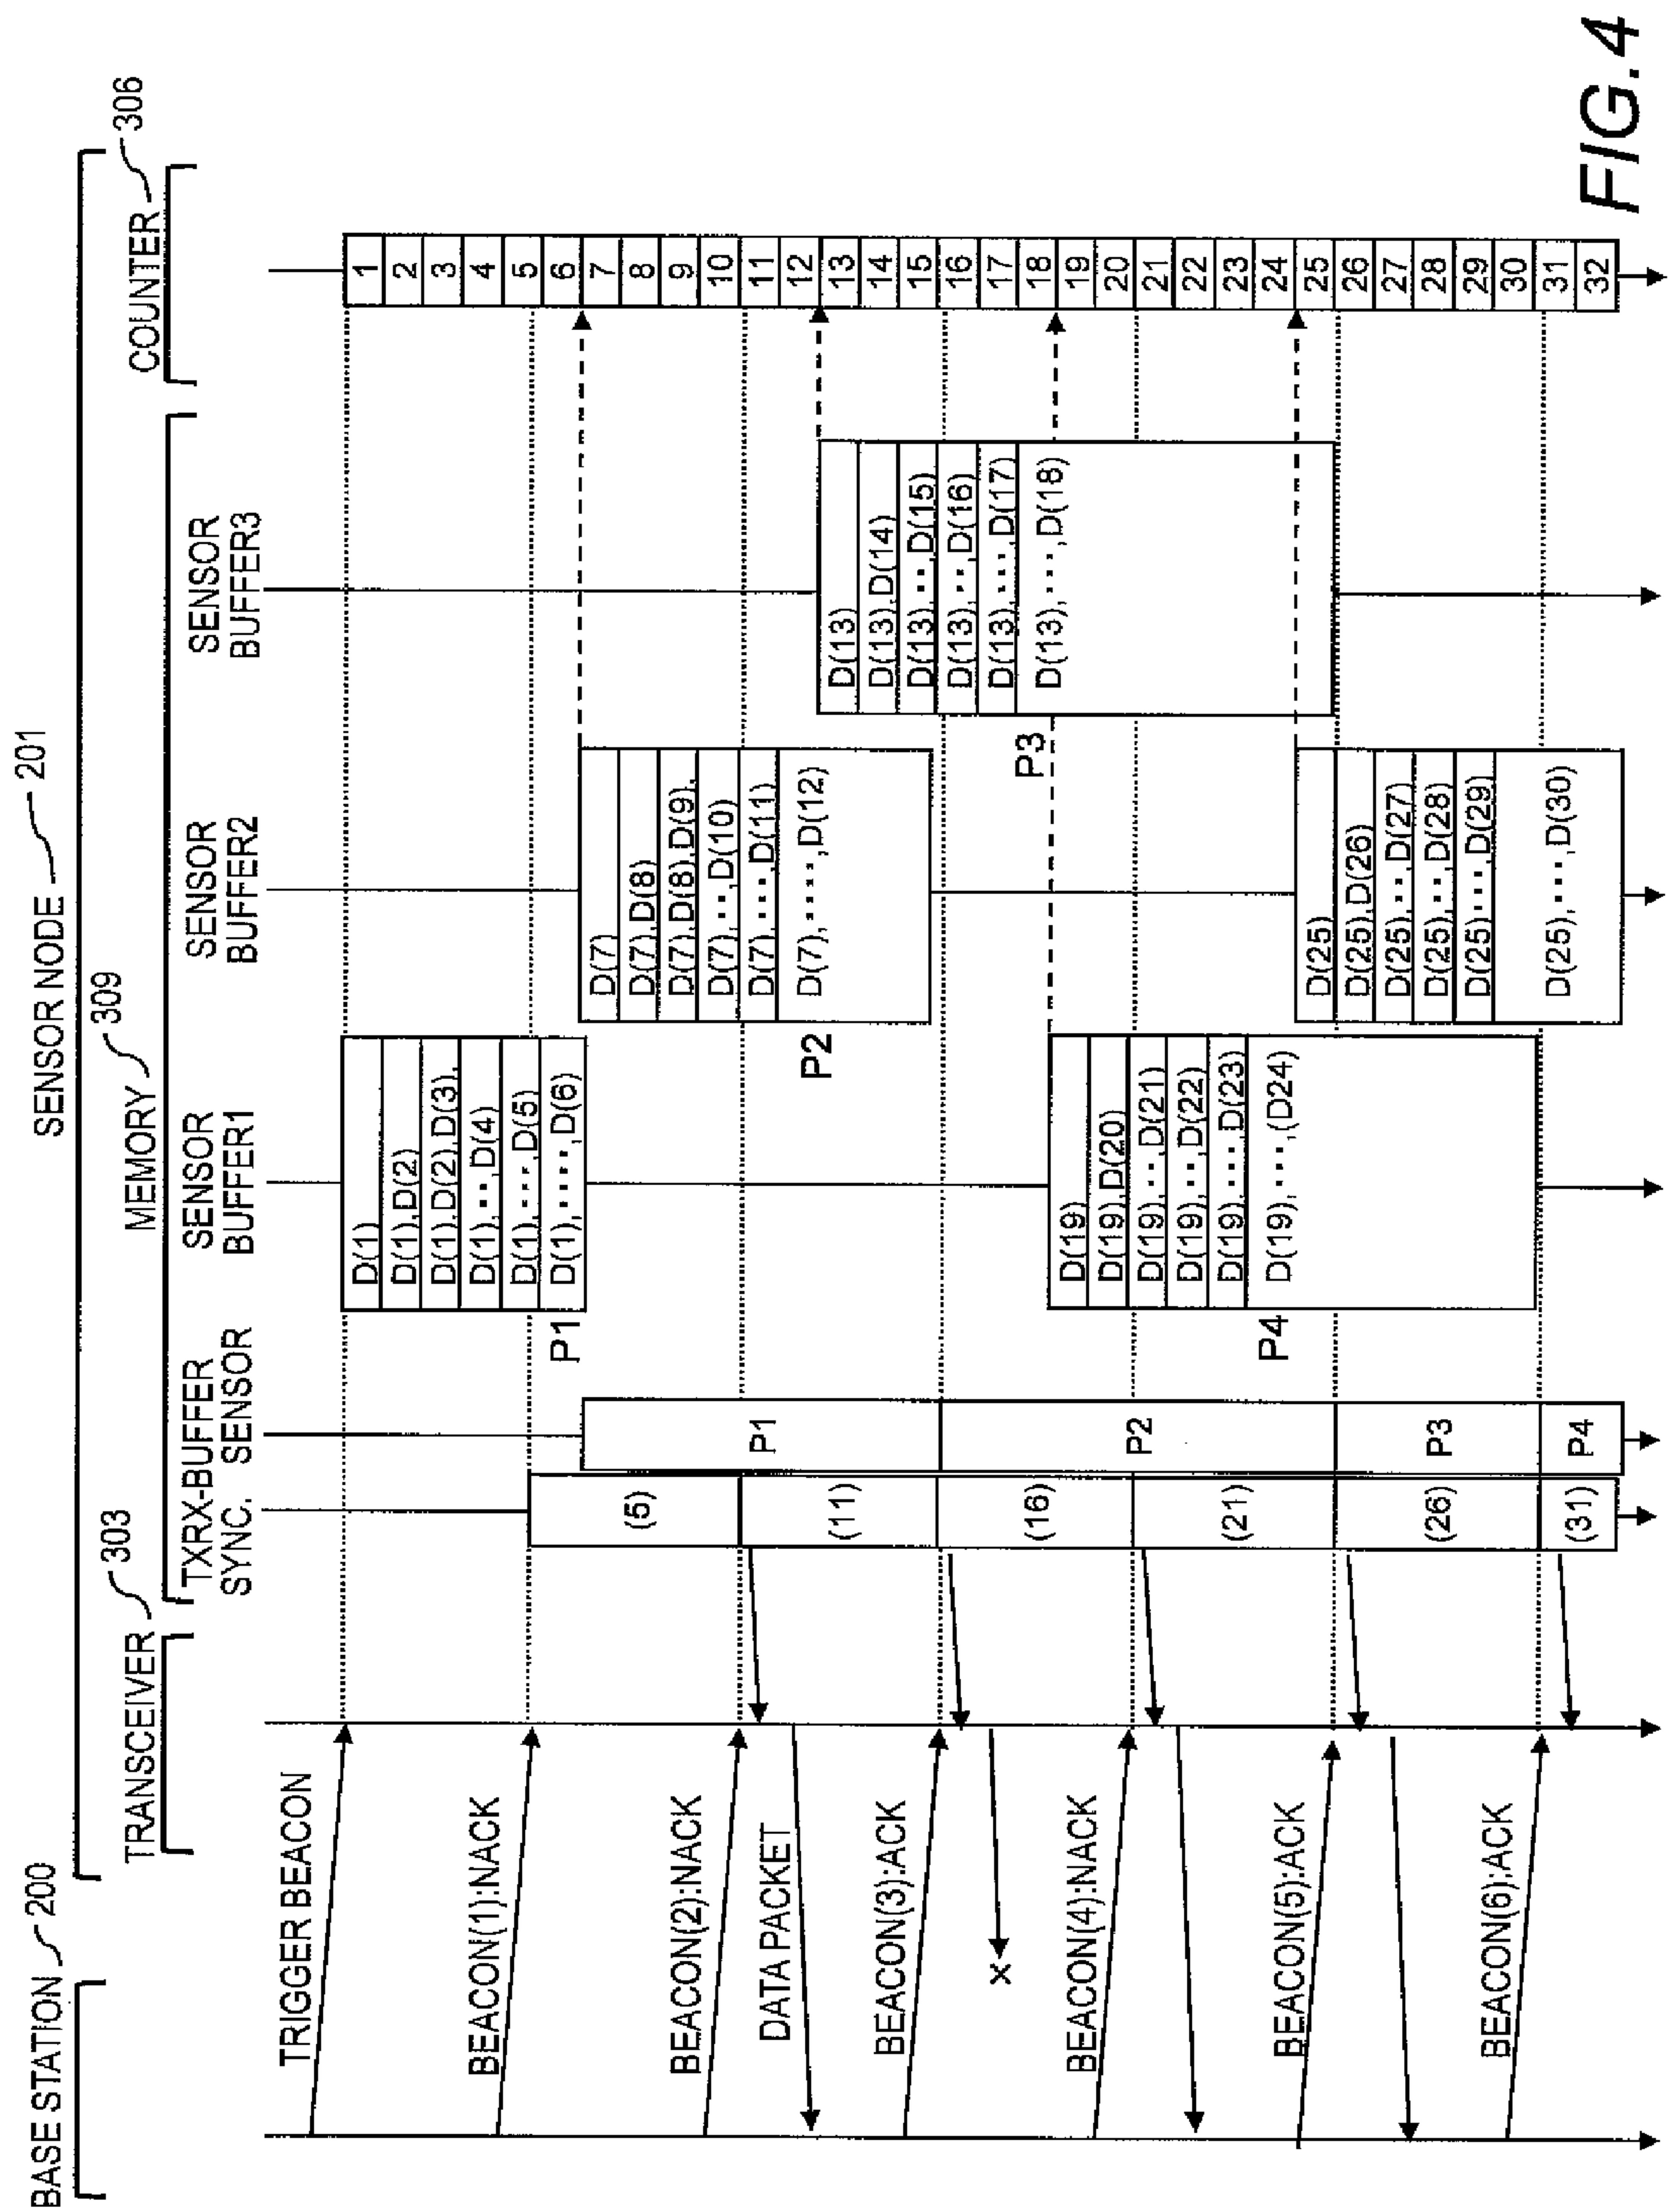 BASE STATION 200
SENSOR NODE 201
TRANSCEIVER 303
MEMORY 309
COUNTER 306
TXRX-BUFFER
SYNC. SENSOR
SENSOR
BUFFER1
SENSOR
BUFFER2
SENSOR
BUFFER3
TRIGGER BEACON
BEACON(1):NACK
BEACON(2):NACK
DATA PACKET
BEACON(3):ACK
x
BEACON(4):NACK
BEACON(5):ACK
BEACON(6):ACK
(5)
(11)
(16)
(21)
(26)
(31)
P1
P2
P3
P4
D(1)
D(1),D(2)
D(1),D(2),D(3),
D(1),··,D(4)
D(1),···,D(5)
D(1),····,D(6)
P1
D(19)
D(19),D(20)
D(19),··,D(21)
D(19),··,D(22)
D(19),···,D(23)
D(19),···,(D24)
P4
D(7)
D(7),D(8)
D(7),D(8),D(9),
D(7),··,D(10)
D(7),···,D(11)
D(7),····,D(12)
P2
D(25)
D(25),D(26)
D(25),··,D(27)
D(25),··,D(28)
D(25)···,D(29)
D(25),···,D(30)
D(13)
D(13),D(14)
D(13),··,D(15)
D(13),··,D(16)
D(13),···,D(17)
D(13),···,D(18)
P3
1
2
3
4
5
6
7
8
9
10
11
12
13
14
15
16
17
18
19
20
21
22
23
24
25
26
27
28
29
30
31
32
FIG.4